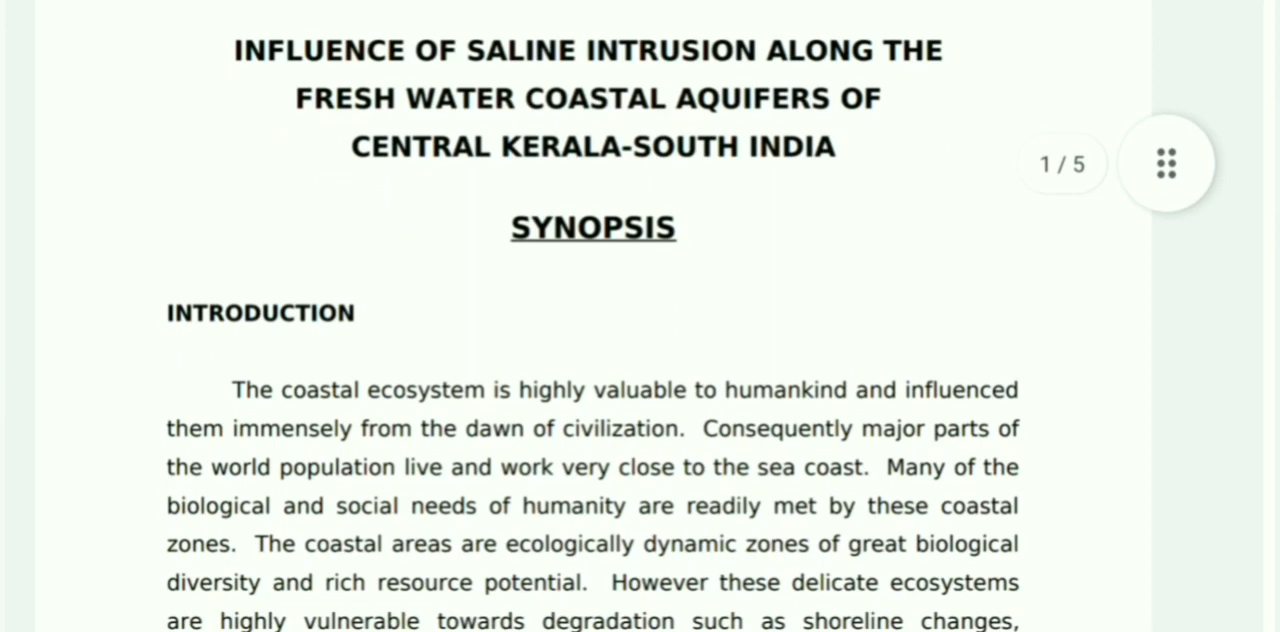 INFLUENCE OF SALINE INTRUSION ALONG THE
FRESH WATER COASTAL AQUIFERS OF
CENTRAL KERALA-SOUTH INDIA
1 / 5
SYNOPSIS
INTRODUCTION
The coastal ecosystem is highly valuable to humankind and influenced
them immensely from the dawn of civilization. Consequently major parts of
the world population live and work very close to the sea coast. Many of the
biological and social needs of humanity are readily met by these coastal
zones. The coastal areas are ecologically dynamic zones of great biological
diversity and rich resource potential. However these delicate ecosystems
are highly vulnerable towards degradation such as shoreline changes,